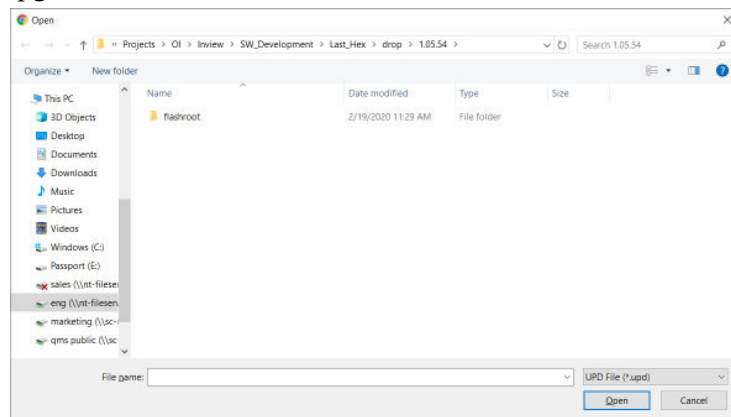 Open
« Projects > OI > Inview > SW_Development > Last_Hex > drop > 1.05.54 >
Search 1.05.54
Organize
New folder
Name
Date modified
Type
Size
flashroot
2/19/2020 11:29 AM
File folder
This PC
3D Objects
Desktop
Documents
Downloads
Music
Pictures
Videos
Windows (C:)
Passport (E:)
sales (\\nt-fileser
eng (\\nt-fileserv
marketing (\\sc-
qms public (\\sc
File name:
UPD File (*.upd)
Open
Cancel